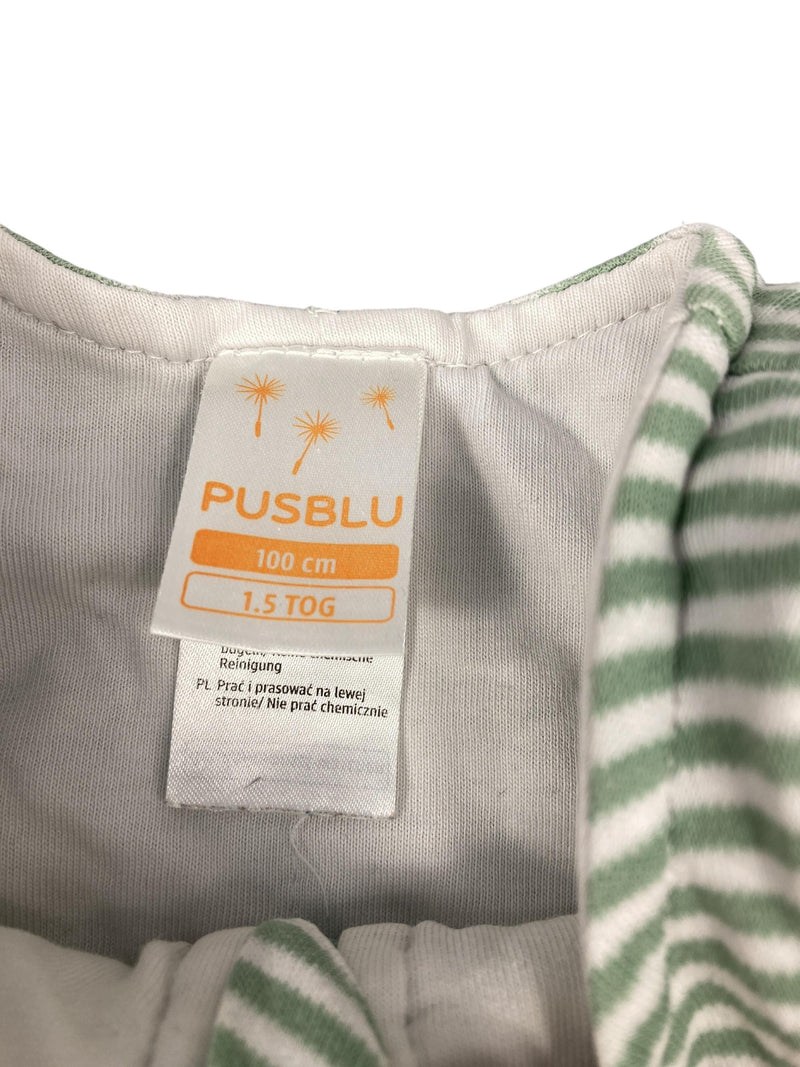 PUSBLU
100 cm
1.5 TOG
Reinigung
PL Prać i prasować na lewej
stronie/ Nie prać chemicznie